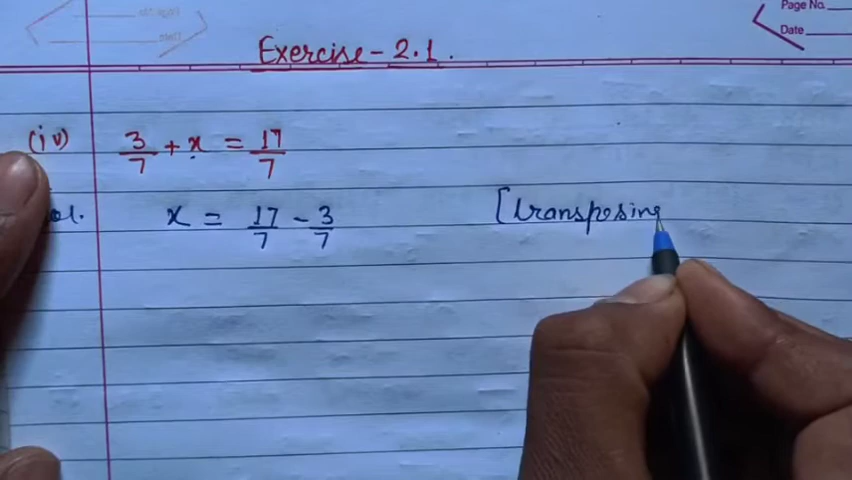 Page No.
Date
Exercise - 2.1.
(iv) 3/7 + x = 17/7
x = 17/7 - 3/7 [transposing